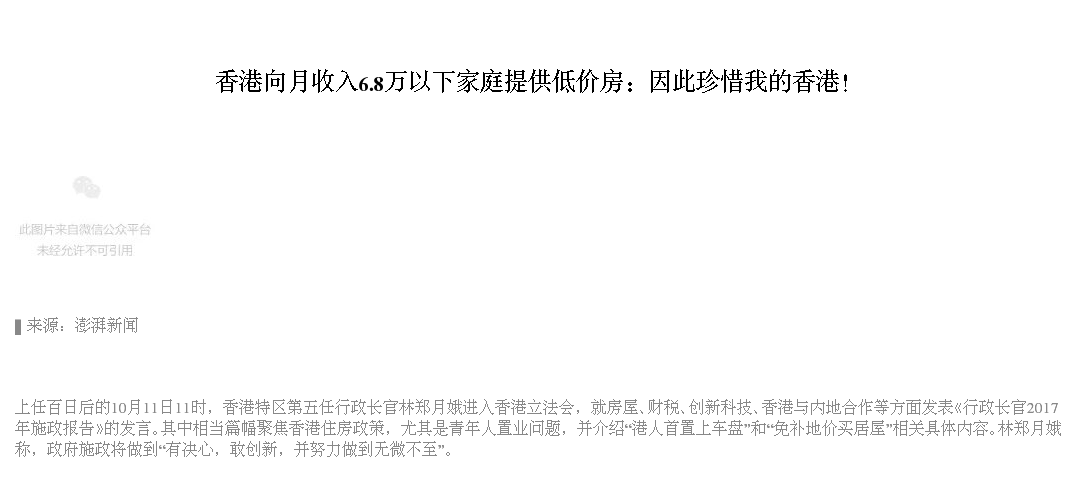 香港向月收入6.8万以下家庭提供低价房：因此珍惜我的香港！
此图片来自微信公众平台
未经允许不可引用
来源：澎湃新闻
上任百日后的10月11日11时，香港特区第五任行政长官林郑月娥进入香港立法会，就房屋、财税、创新科技、香港与内地合作等方面发表《行政长官2017
年施政报告》的发言。其中相当篇幅聚焦香港住房政策，尤其是青年人置业问题，并介绍“港人首置上车盘”和“免补地价买居屋”相关具体内容。林郑月娥
称，政府施政将做到“有决心，敢创新，并努力做到无微不至”。